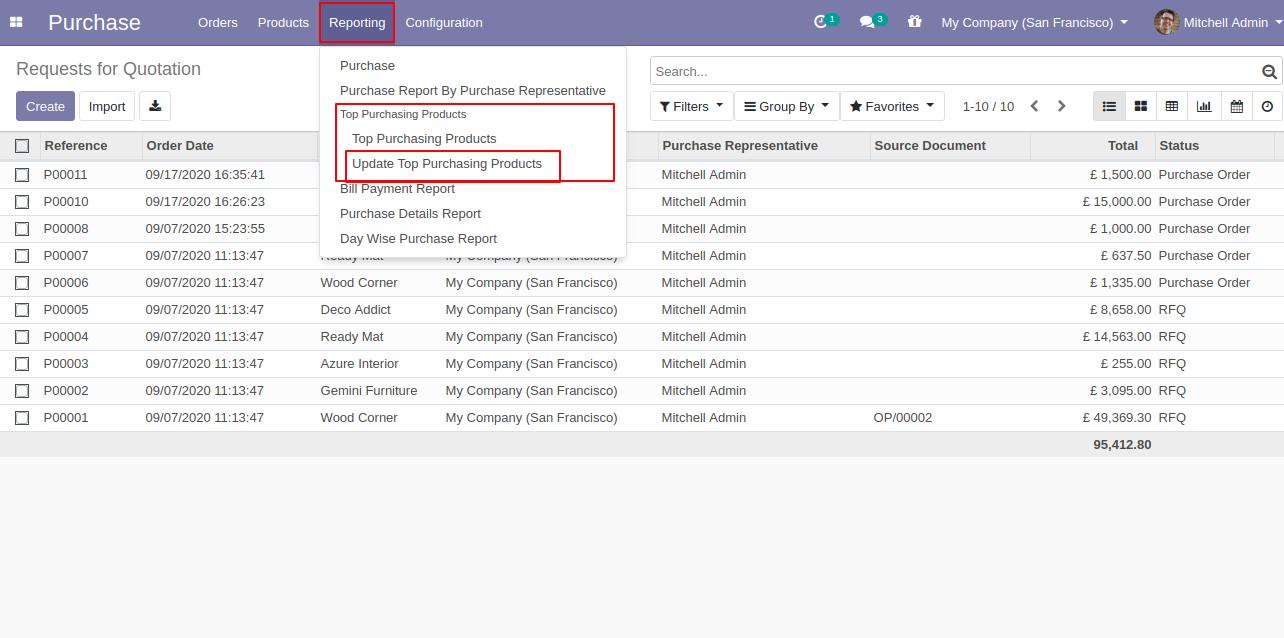 Purchase Orders Products Reporting Configuration 1 3 My Company (San Francisco) Mitchell Admin
Requests for Quotation
Search...
Create Import
Filters Group By Favorites 1-10 / 10
Purchase
Purchase Report By Purchase Representative
Top Purchasing Products
Top Purchasing Products
Update Top Purchasing Products
Bill Payment Report
Purchase Details Report
Day Wise Purchase Report
Reference Order Date Purchase Representative Source Document Total Status
P00011 09/17/2020 16:35:41 Mitchell Admin £ 1,500.00 Purchase Order
P00010 09/17/2020 16:26:23 Mitchell Admin £ 15,000.00 Purchase Order
P00008 09/07/2020 15:23:55 Mitchell Admin £ 1,000.00 Purchase Order
P00007 09/07/2020 11:13:47 Ready Mat My Company (San Francisco) Mitchell Admin £ 637.50 Purchase Order
P00006 09/07/2020 11:13:47 Wood Corner My Company (San Francisco) Mitchell Admin £ 1,335.00 Purchase Order
P00005 09/07/2020 11:13:47 Deco Addict My Company (San Francisco) Mitchell Admin £ 8,658.00 RFQ
P00004 09/07/2020 11:13:47 Ready Mat My Company (San Francisco) Mitchell Admin £ 14,563.00 RFQ
P00003 09/07/2020 11:13:47 Azure Interior My Company (San Francisco) Mitchell Admin £ 255.00 RFQ
P00002 09/07/2020 11:13:47 Gemini Furniture My Company (San Francisco) Mitchell Admin £ 3,095.00 RFQ
P00001 09/07/2020 11:13:47 Wood Corner My Company (San Francisco) Mitchell Admin OP/00002 £ 49,369.30 RFQ
95,412.80